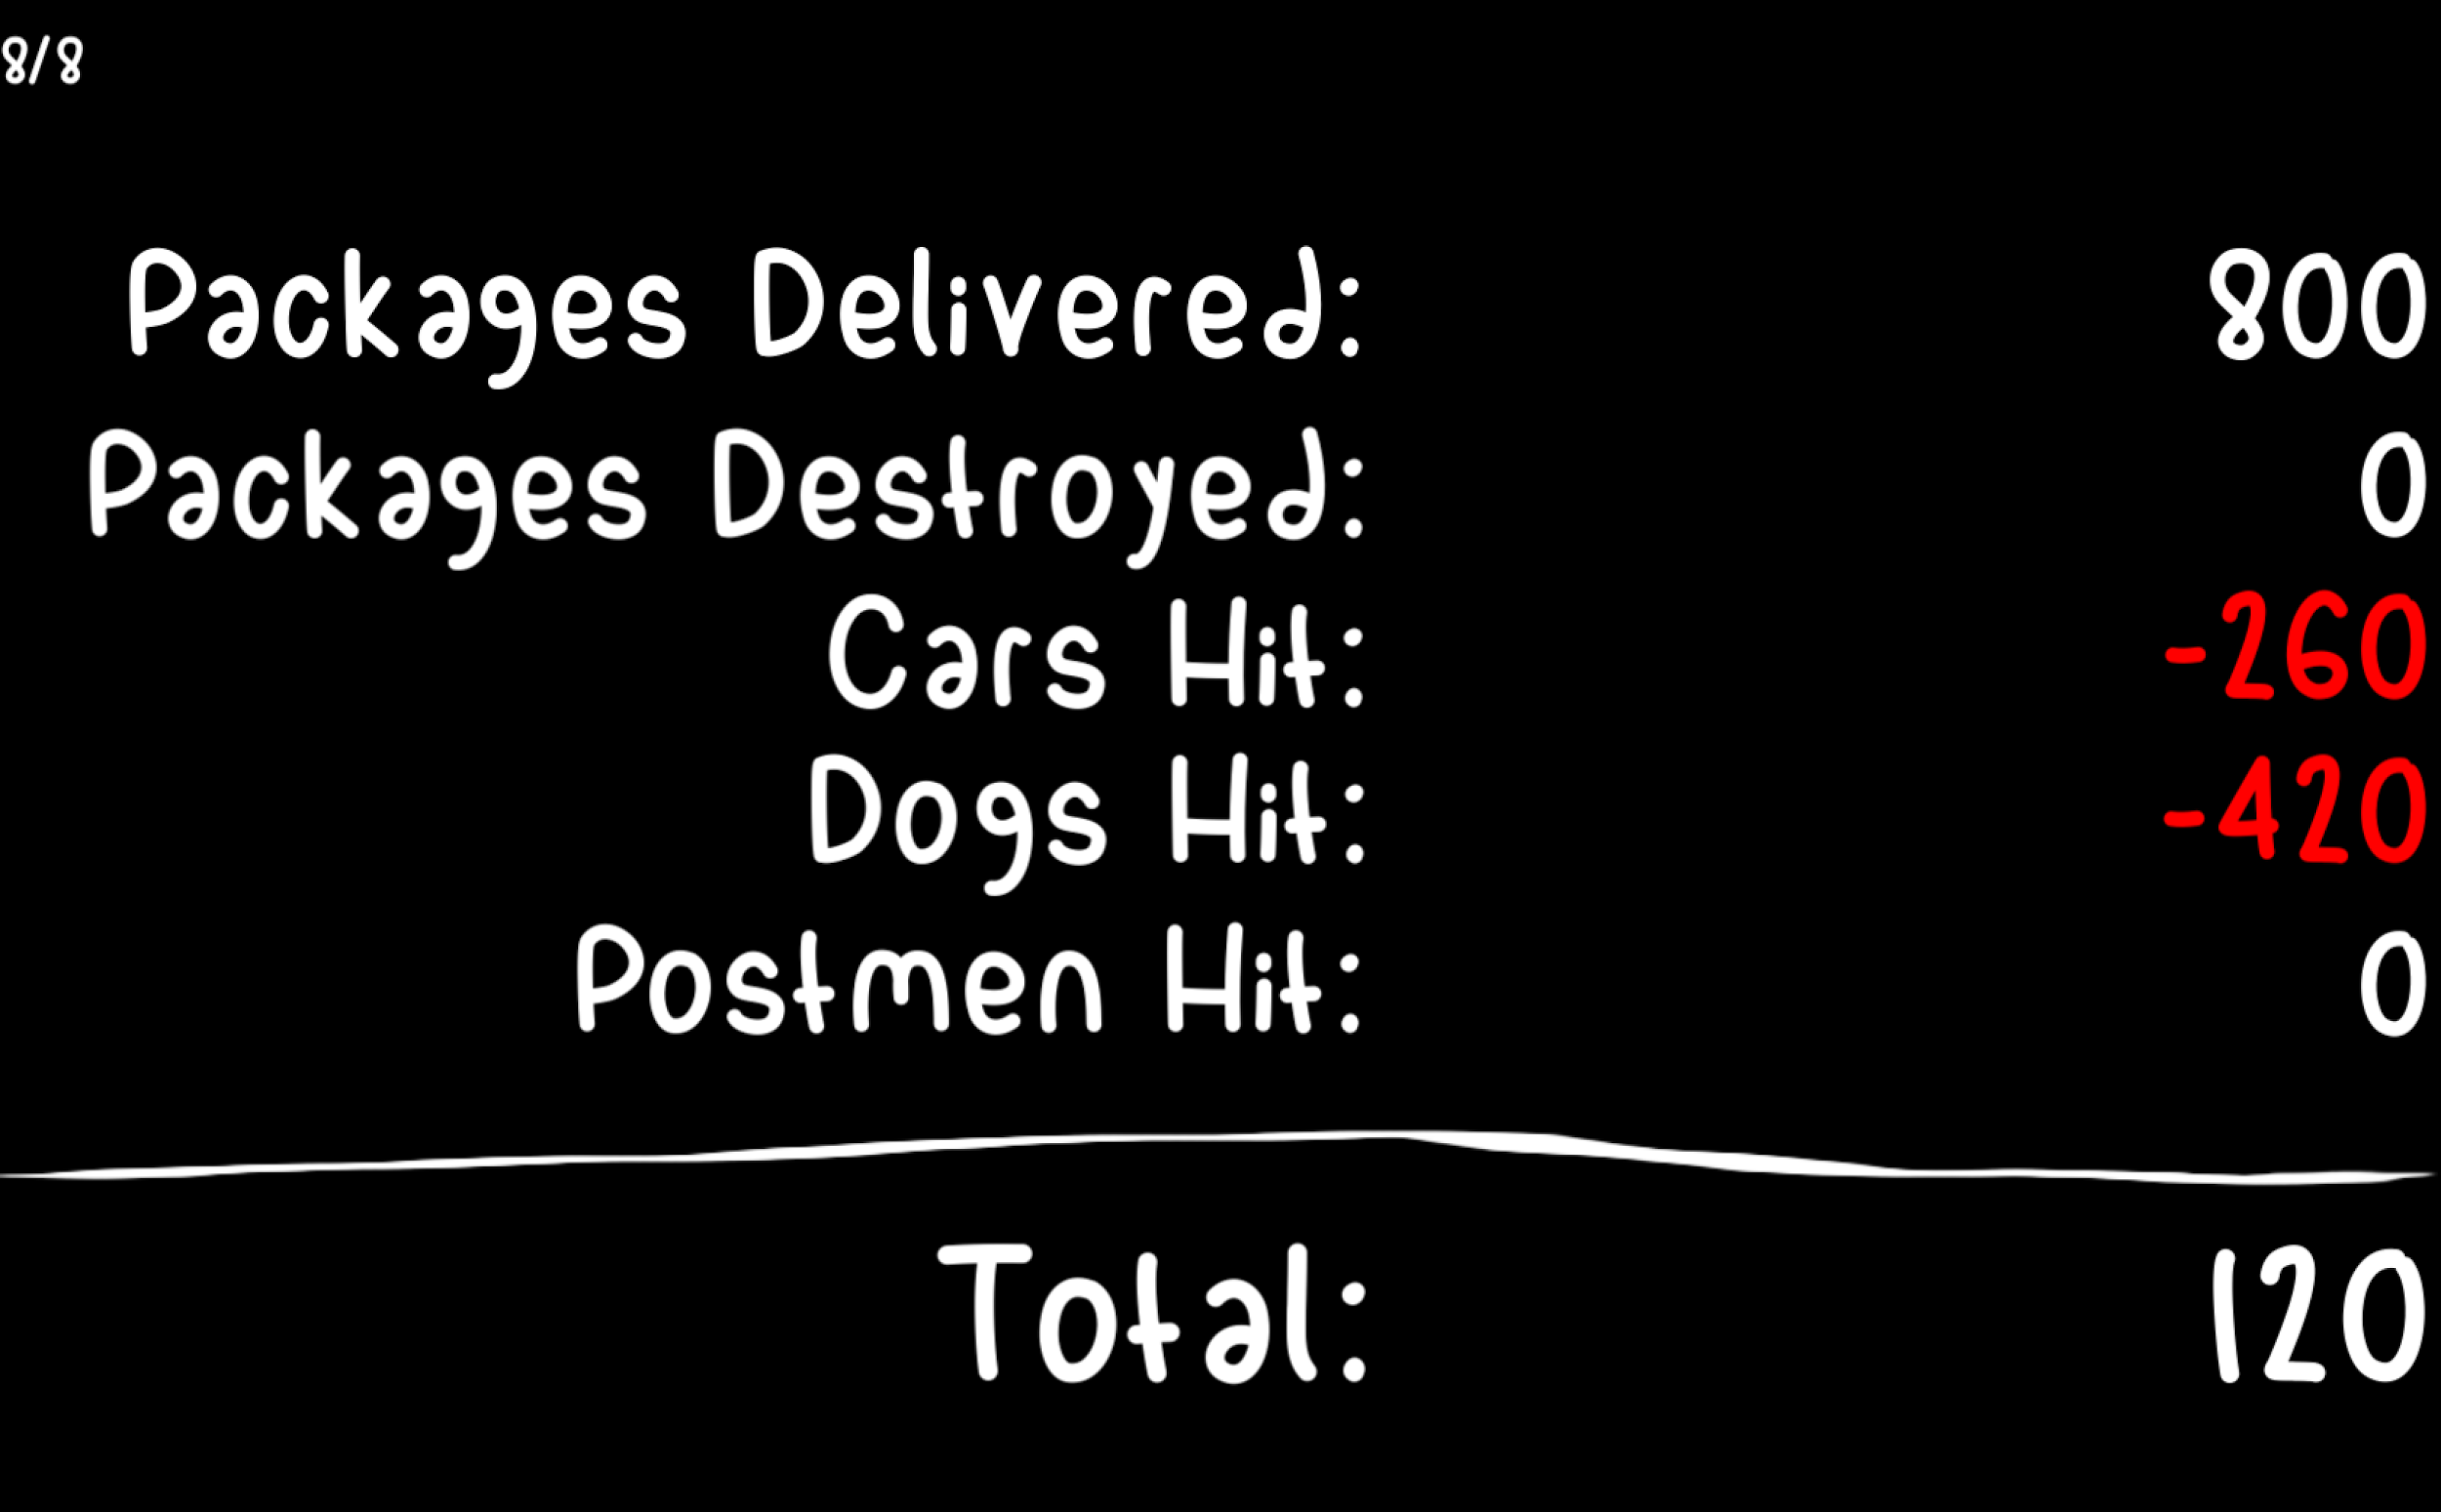 8/8
Packages Delivered: 800
Packages Destroyed: 0
Cars Hit: -260
Dogs Hit: -420
Postmen Hit: 0
Total: 120